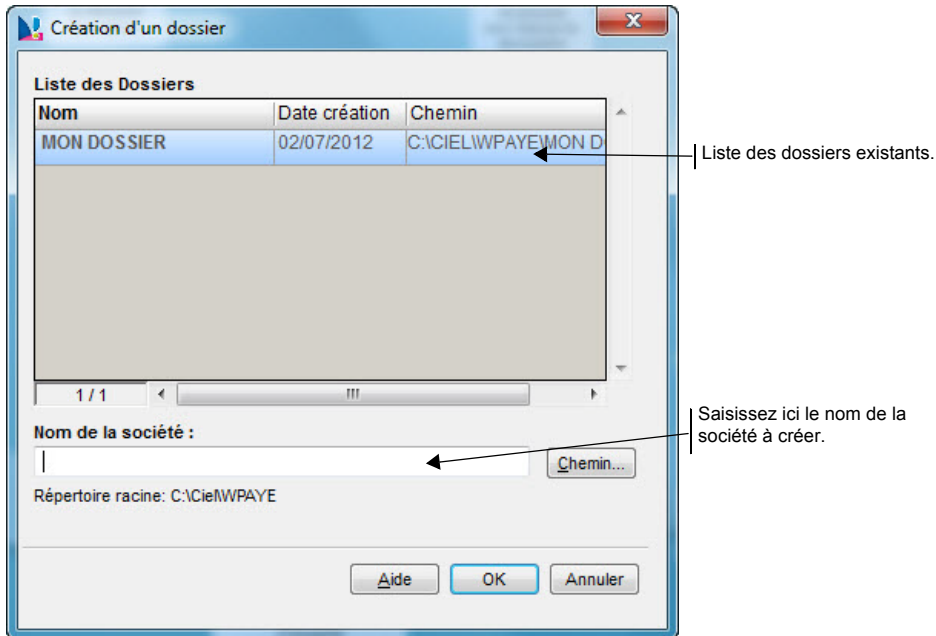 Création d'un dossier
Liste des Dossiers
Nom Date création Chemin
MON DOSSIER 02/07/2012 C:\CIEL\WPAYE\MON D
Liste des dossiers existants.
1 / 1
Saisissez ici le nom de la
société à créer.
Nom de la société :
Chemin...
Répertoire racine: C:\Ciel\WPAYE
Aide OK Annuler